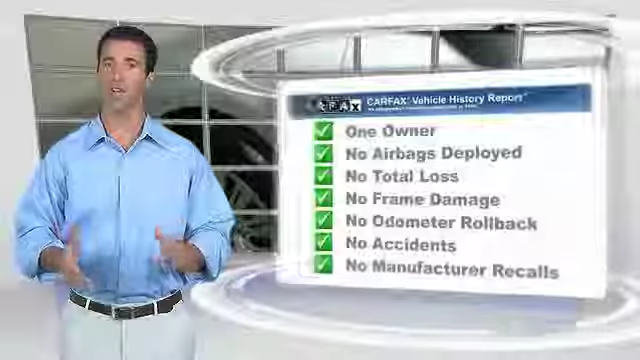 CARFAX Vehicle History Report™
One Owner
No Airbags Deployed
No Total Loss
No Frame Damage
No Odometer Rollback
No Accidents
No Manufacturer Recalls